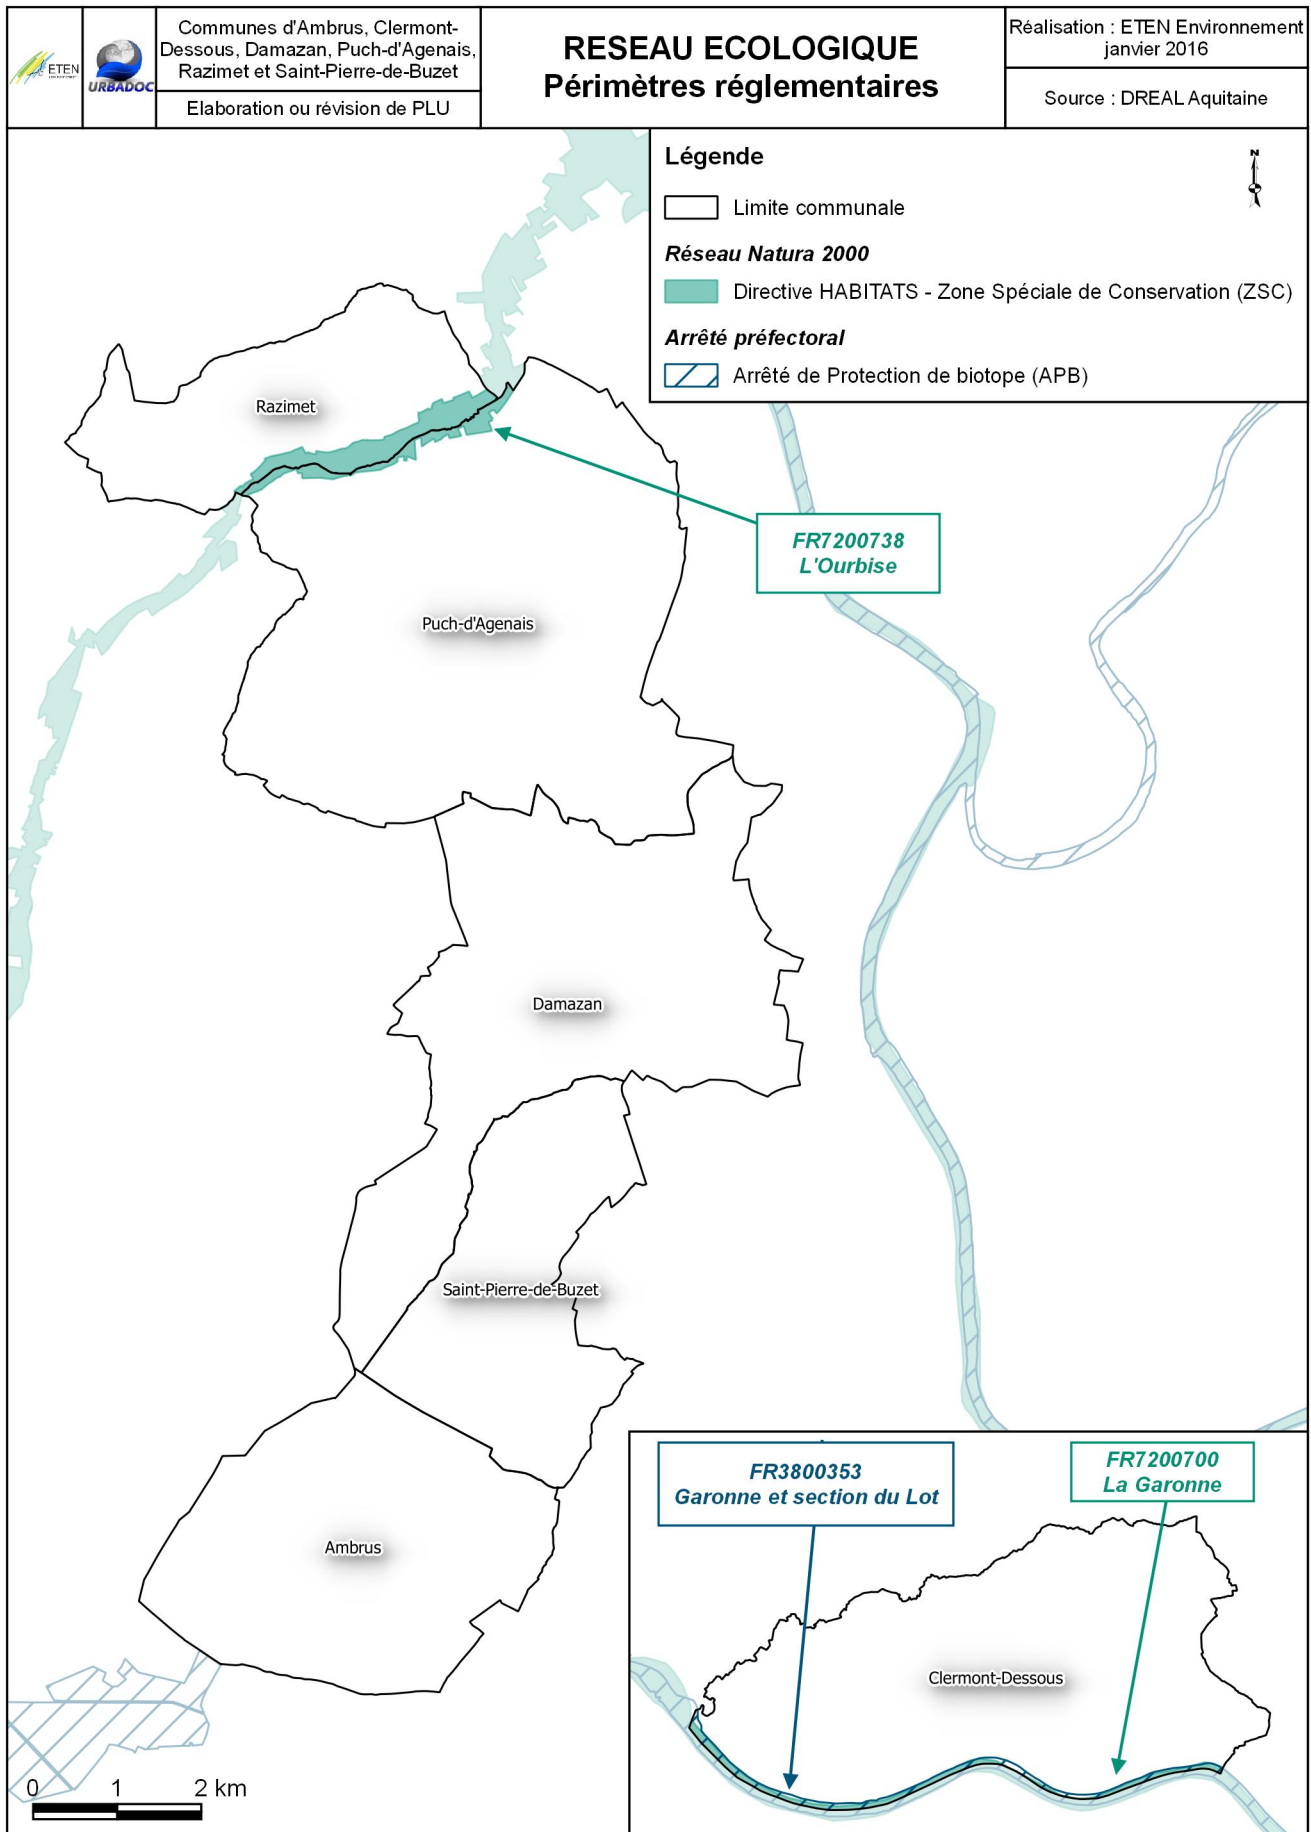 ETEN
URBADOC
Communes d'Ambrus, Clermont-
Dessous, Damazan, Puch-d'Agenais,
Razimet et Saint-Pierre-de-Buzet
Elaboration ou révision de PLU
RESEAU ECOLOGIQUE
Périmètres réglementaires
Réalisation : ETEN Environnement
janvier 2016
Source : DREAL Aquitaine
Légende
N
Limite communale
Réseau Natura 2000
Directive HABITATS - Zone Spéciale de Conservation (ZSC)
Arrêté préfectoral
Arrêté de Protection de biotope (APB)
Razimet
FR7200738
L'Ourbise
Puch-d'Agenais
Damazan
Saint-Pierre-de-Buzet
Ambrus
FR3800353
Garonne et section du Lot
FR7200700
La Garonne
Clermont-Dessous
0 1 2 km